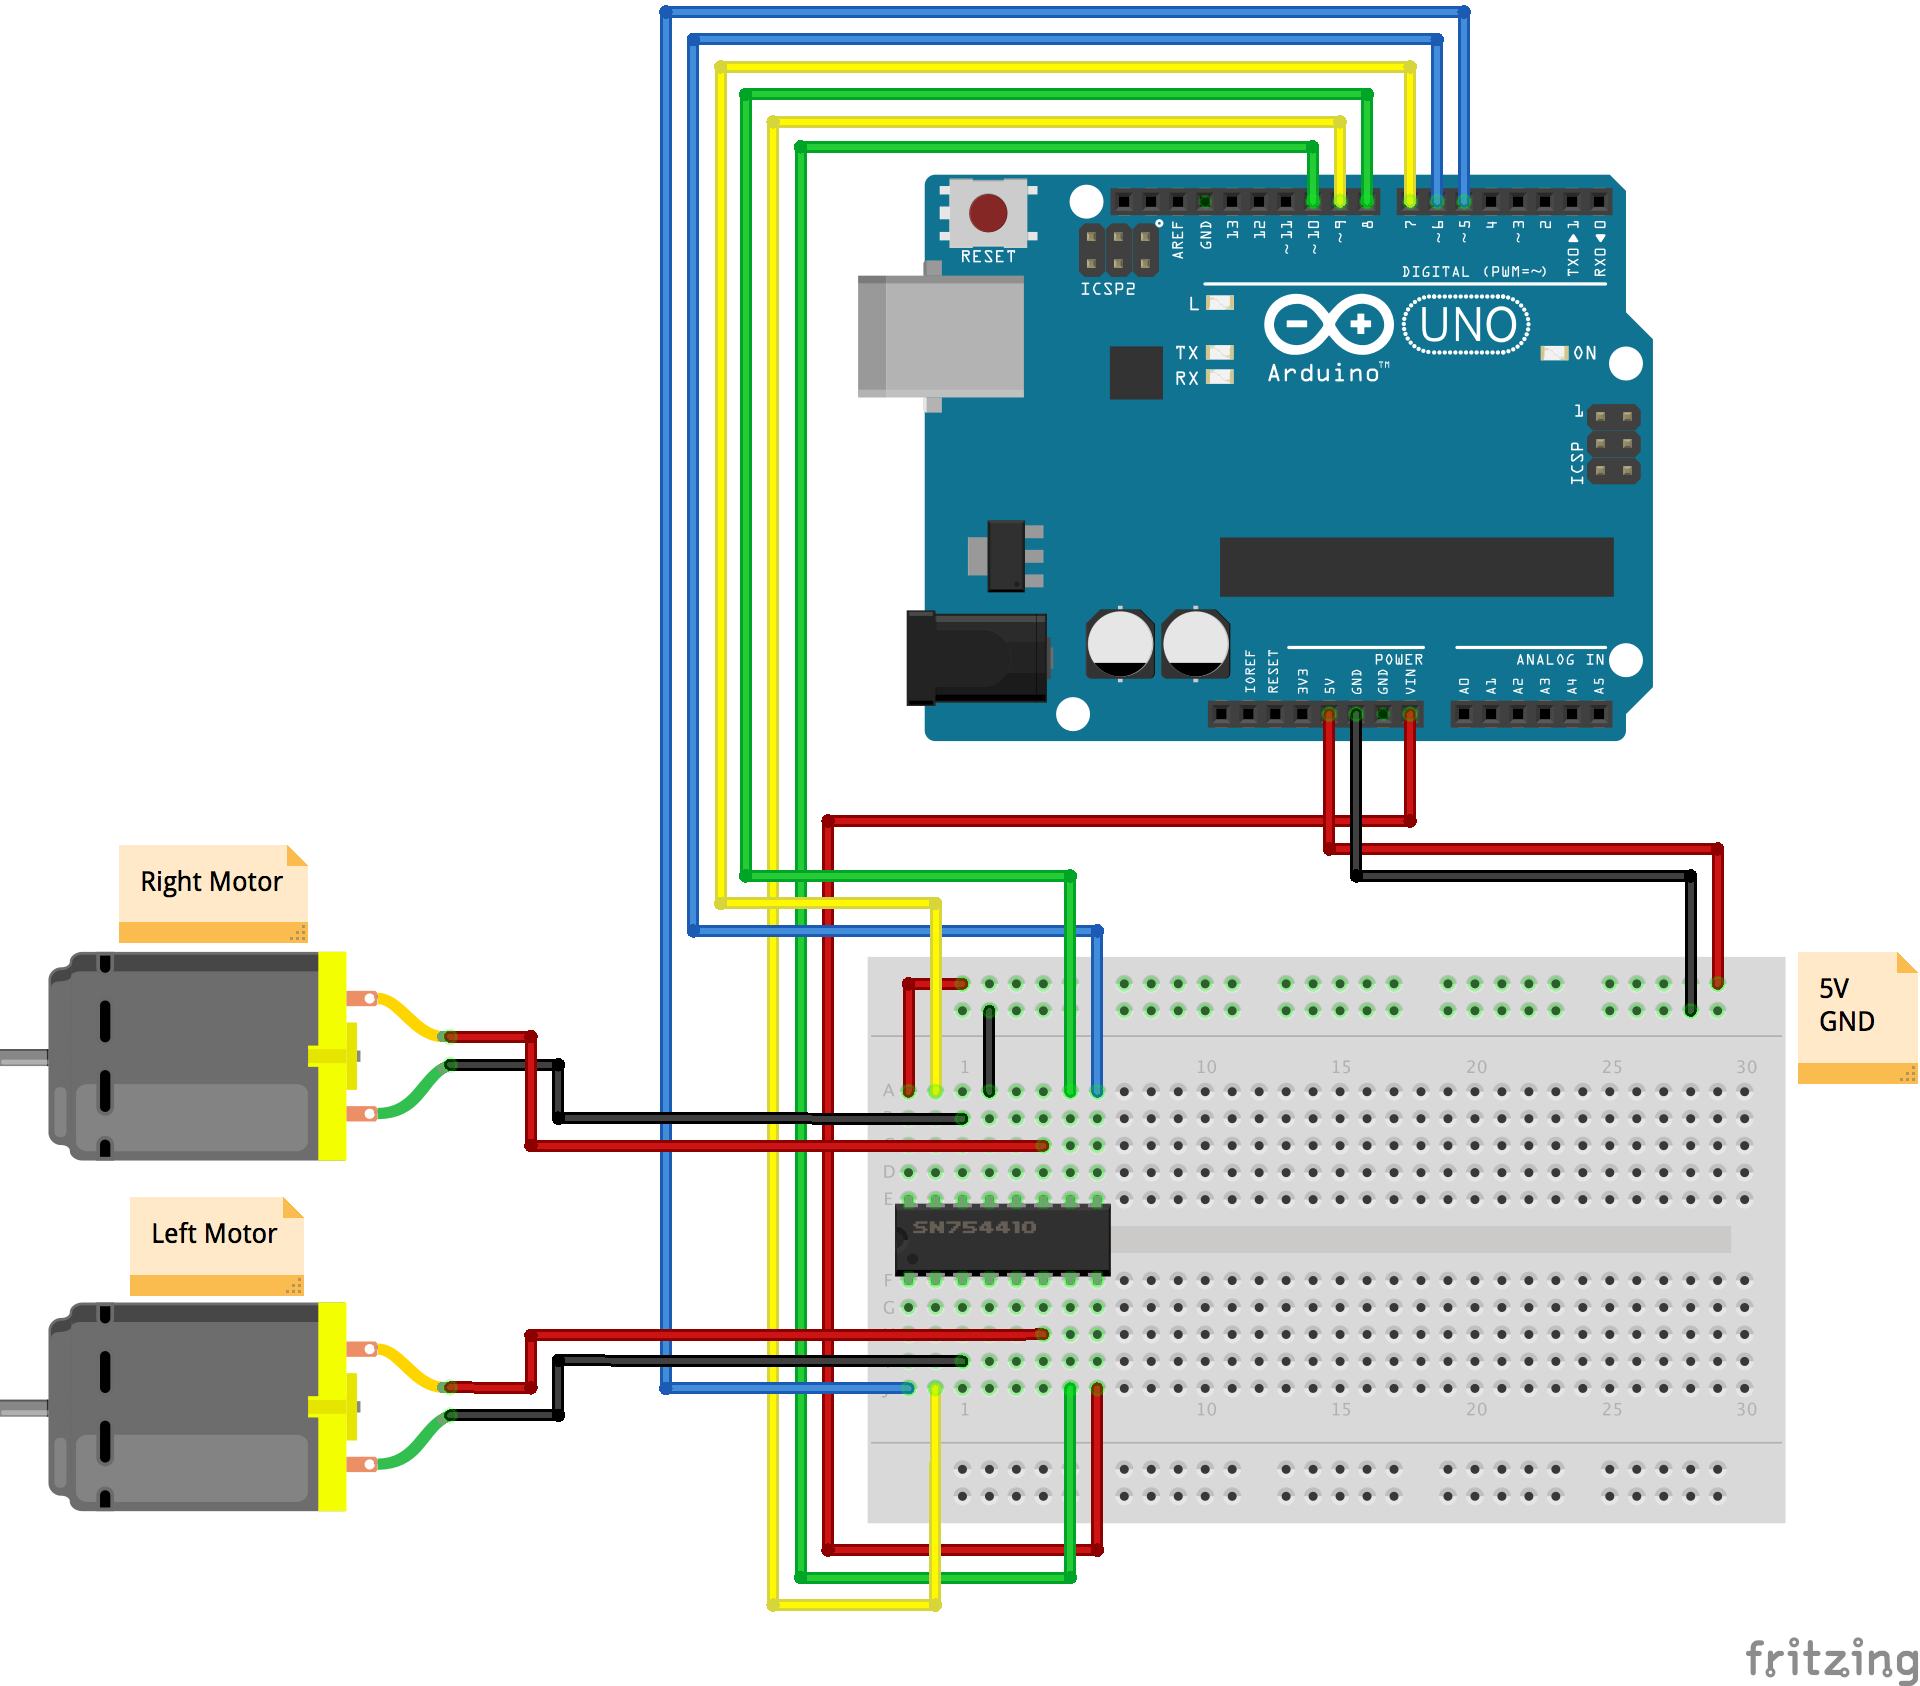 RESET
ICSP2
AREF
GND
13
12
~11
~10
~9
8
7
~6
~5
4
~3
2
TX0▶1
RX0◀0
DIGITAL (PWM=~)
L
TX
RX
UNO
Arduino™
ON
1
ICSP
IOREF
RESET
3V3
5V
GND
GND
VIN
POWER
ANALOG IN
A0
A1
A2
A3
A4
A5
Right Motor
Left Motor
5V
GND
1 10 15 20 25 30
A
D
E
SN754410
F
G
J
1 10 15 20 25 30
fritzing